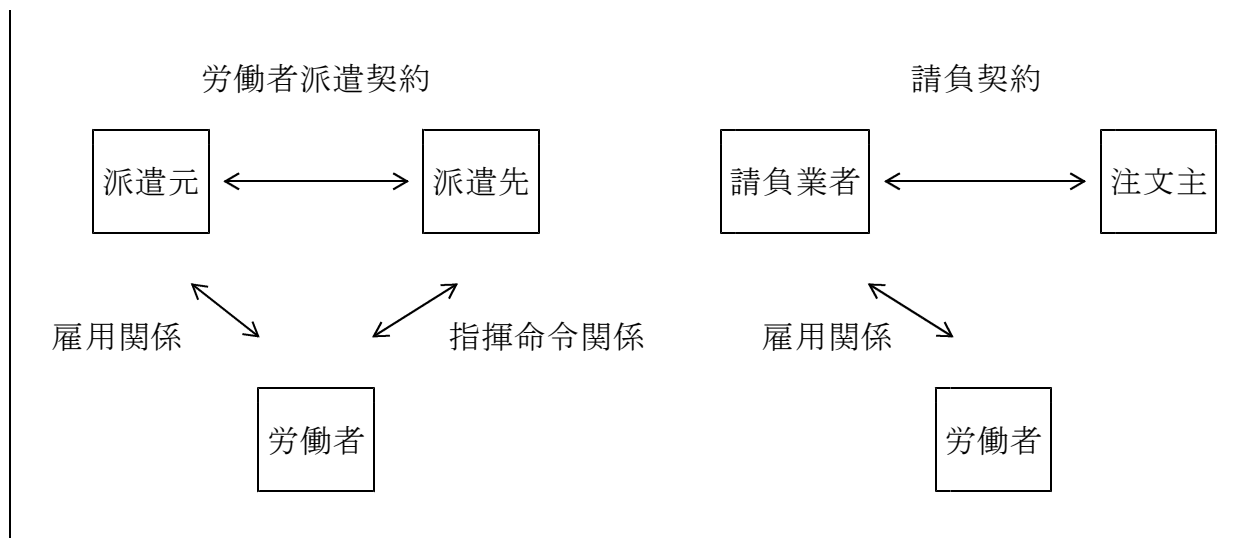 労働者派遣契約
請負契約
派遣元
派遣先
請負業者
注文主
雇用関係
指揮命令関係
雇用関係
労働者
労働者